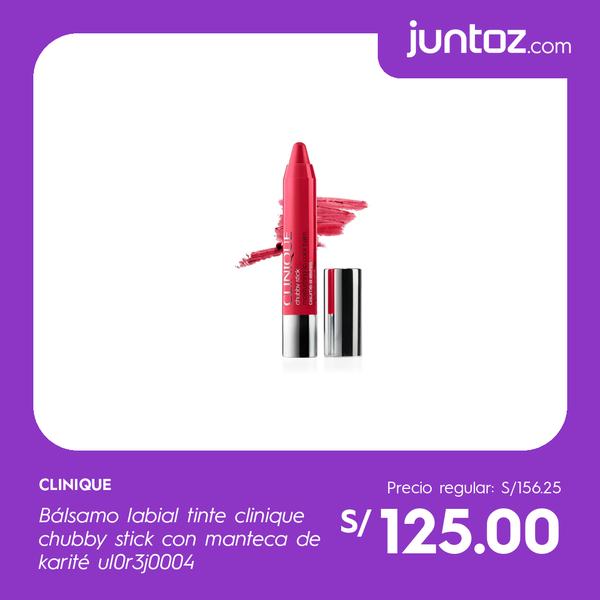 juntoz.com
CLINIQUE
chubby stick
CLINIQUE
Precio regular: S/156.25
Bálsamo labial tinte clinique
chubby stick con manteca de
karité ul0r3j0004
S/125.00